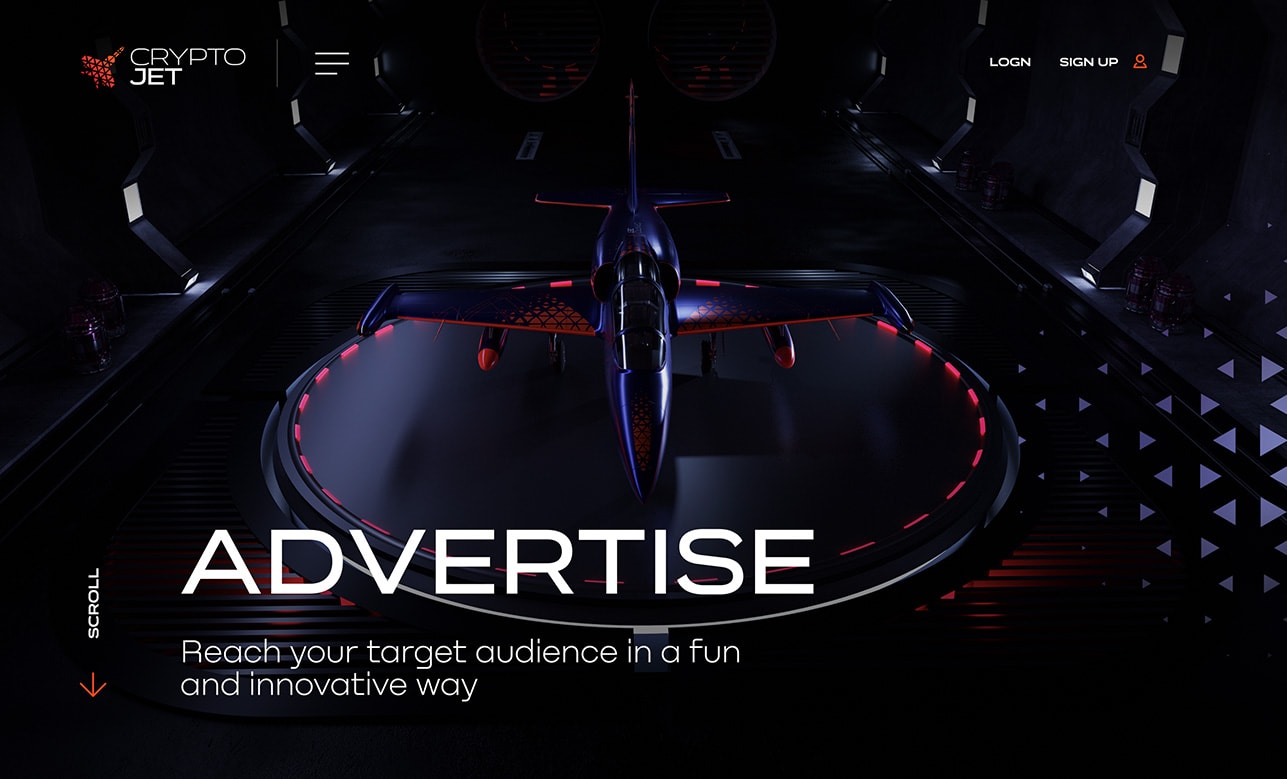 CRYPTO
JET
LOGN
SIGN UP
ADVERTISE
SCROLL
Reach your target audience in a fun
and innovative way